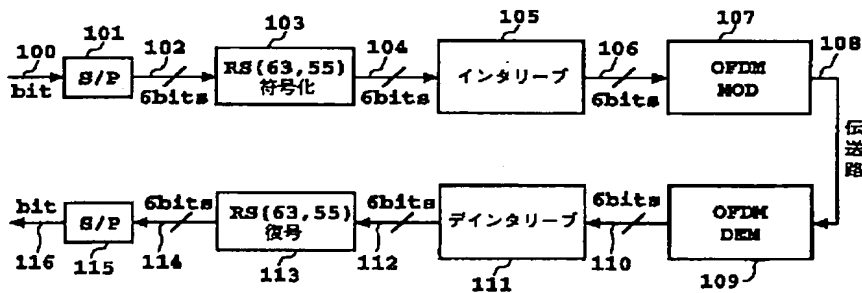 100
101
102
103
104
105
106
107
108
bit
S/P
6bits
RS(63,55)
符号化
6bits
インタリーブ
6bits
OFDM
MOD
伝送路
bit
S/P
6bits
RS(63,55)
復号
6bits
デインタリーブ
6bits
OFDM
DEM
116
115
114
113
112
111
110
109